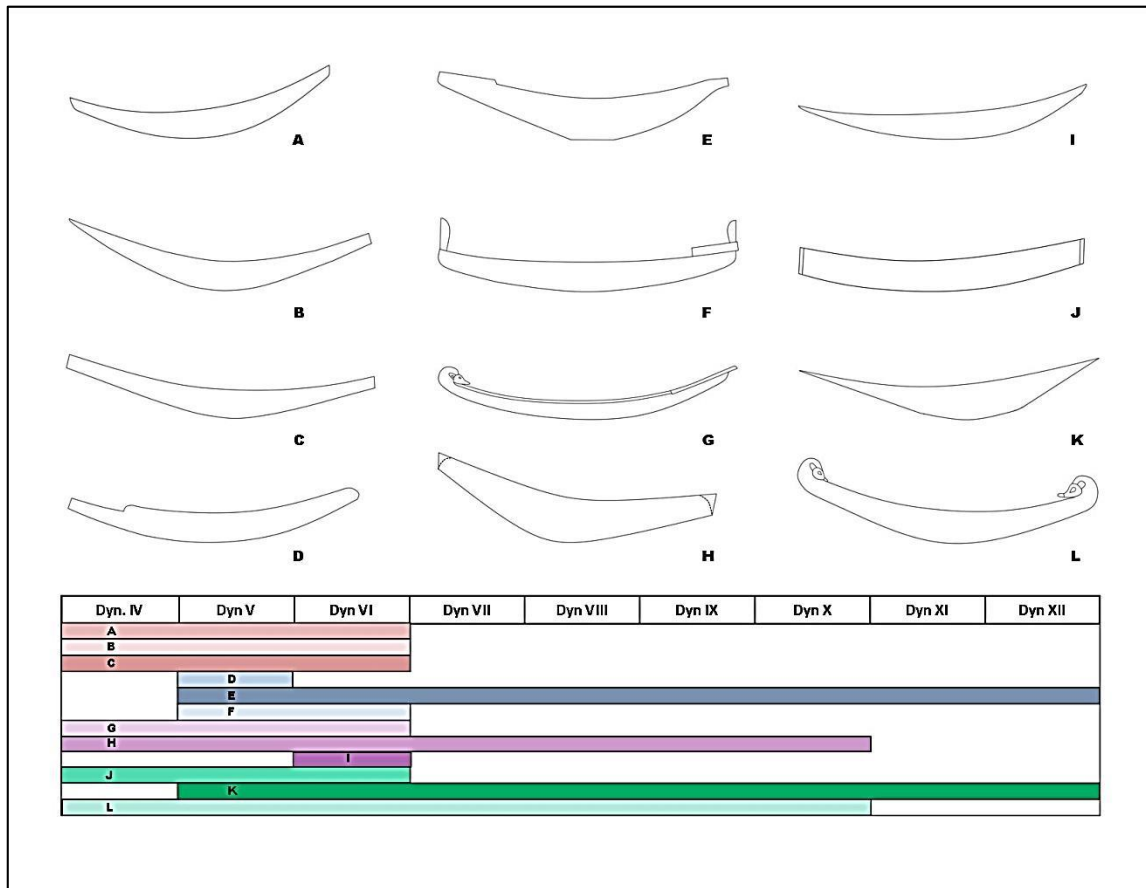 A
E
I
B
F
J
C
G
K
D
H
L
Dyn. IV Dyn V Dyn VI Dyn VII Dyn VIII Dyn IX Dyn X Dyn XI Dyn XII
A
B
C
D
E
F
G
H
I
J
K
L